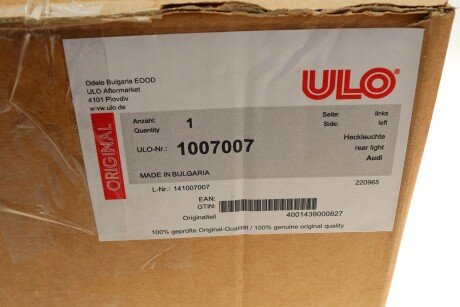 Odelo Bulgaria EOOD
ULO Aftermarket
4101 Plovdiv
www.ulo.de
ULO®
ORIGINAL
Anzahl: 1
Quantity
Seite: links
Side: left
ULO-Nr.: 1007007
Heckleuchte
rear light
Audi
MADE IN BULGARIA
L-Nr.: 141007007
220965
EAN:
GTIN:
Originalteil 4001439000827
100% geprüfte Original-Qualität / 100% genuine original quality